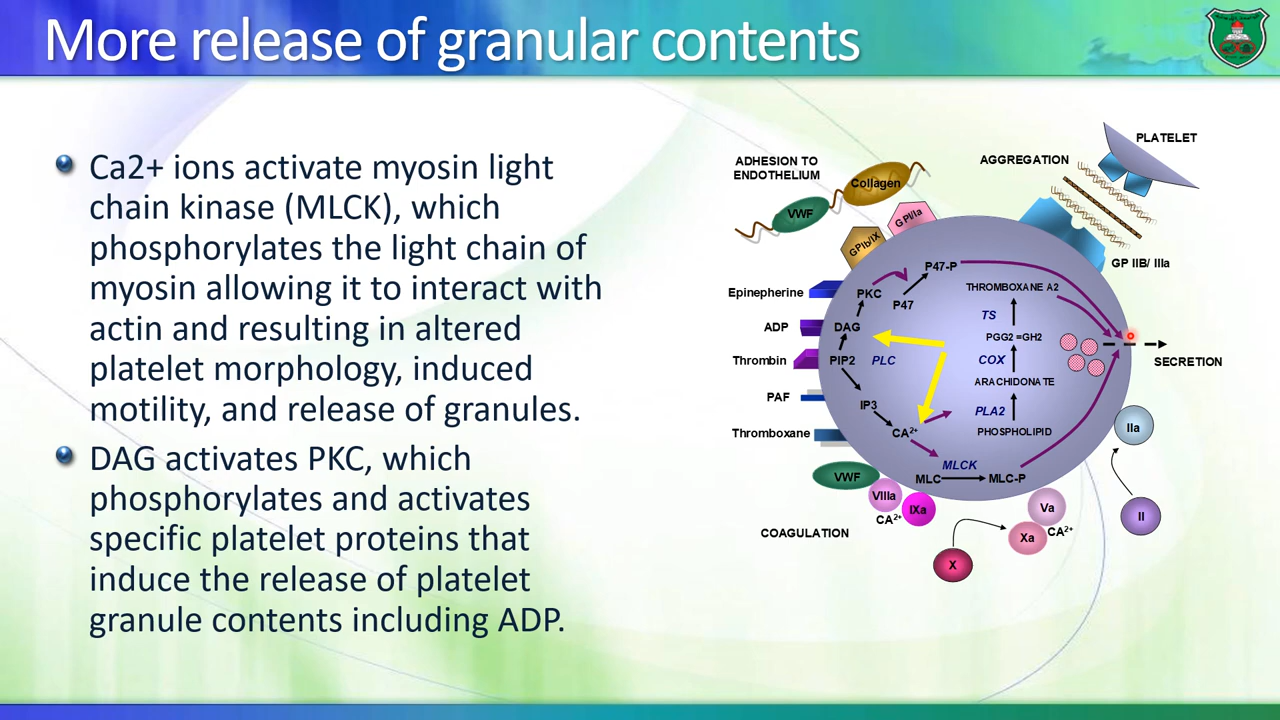 More release of granular contents
Ca2+ ions activate myosin light
chain kinase (MLCK), which
phosphorylates the light chain of
myosin allowing it to interact with
actin and resulting in altered
platelet morphology, induced
motility, and release of granules.
DAG activates PKC, which
phosphorylates and activates
specific platelet proteins that
induce the release of platelet
granule contents including ADP.
PLATELET
AGGREGATION
ADHESION TO
ENDOTHELIUM
Collagen
VWF
GPI/Ia
GPIb/IX
GP IIB/ IIIa
P47-P
PKC
P47
THROMBOXANE A2
Epinepherine
ADP
DAG
TS
PGG2 =GH2
Thrombin
PIP2
PLC
COX
SECRETION
ARACHIDONATE
PAF
IP3
PLA2
Thromboxane
CA2+
PHOSPHOLIPID
IIa
MLCK
VWF
MLC
MLC-P
VIIIa
IXa
CA2+
Va
II
COAGULATION
Xa
CA2+
X